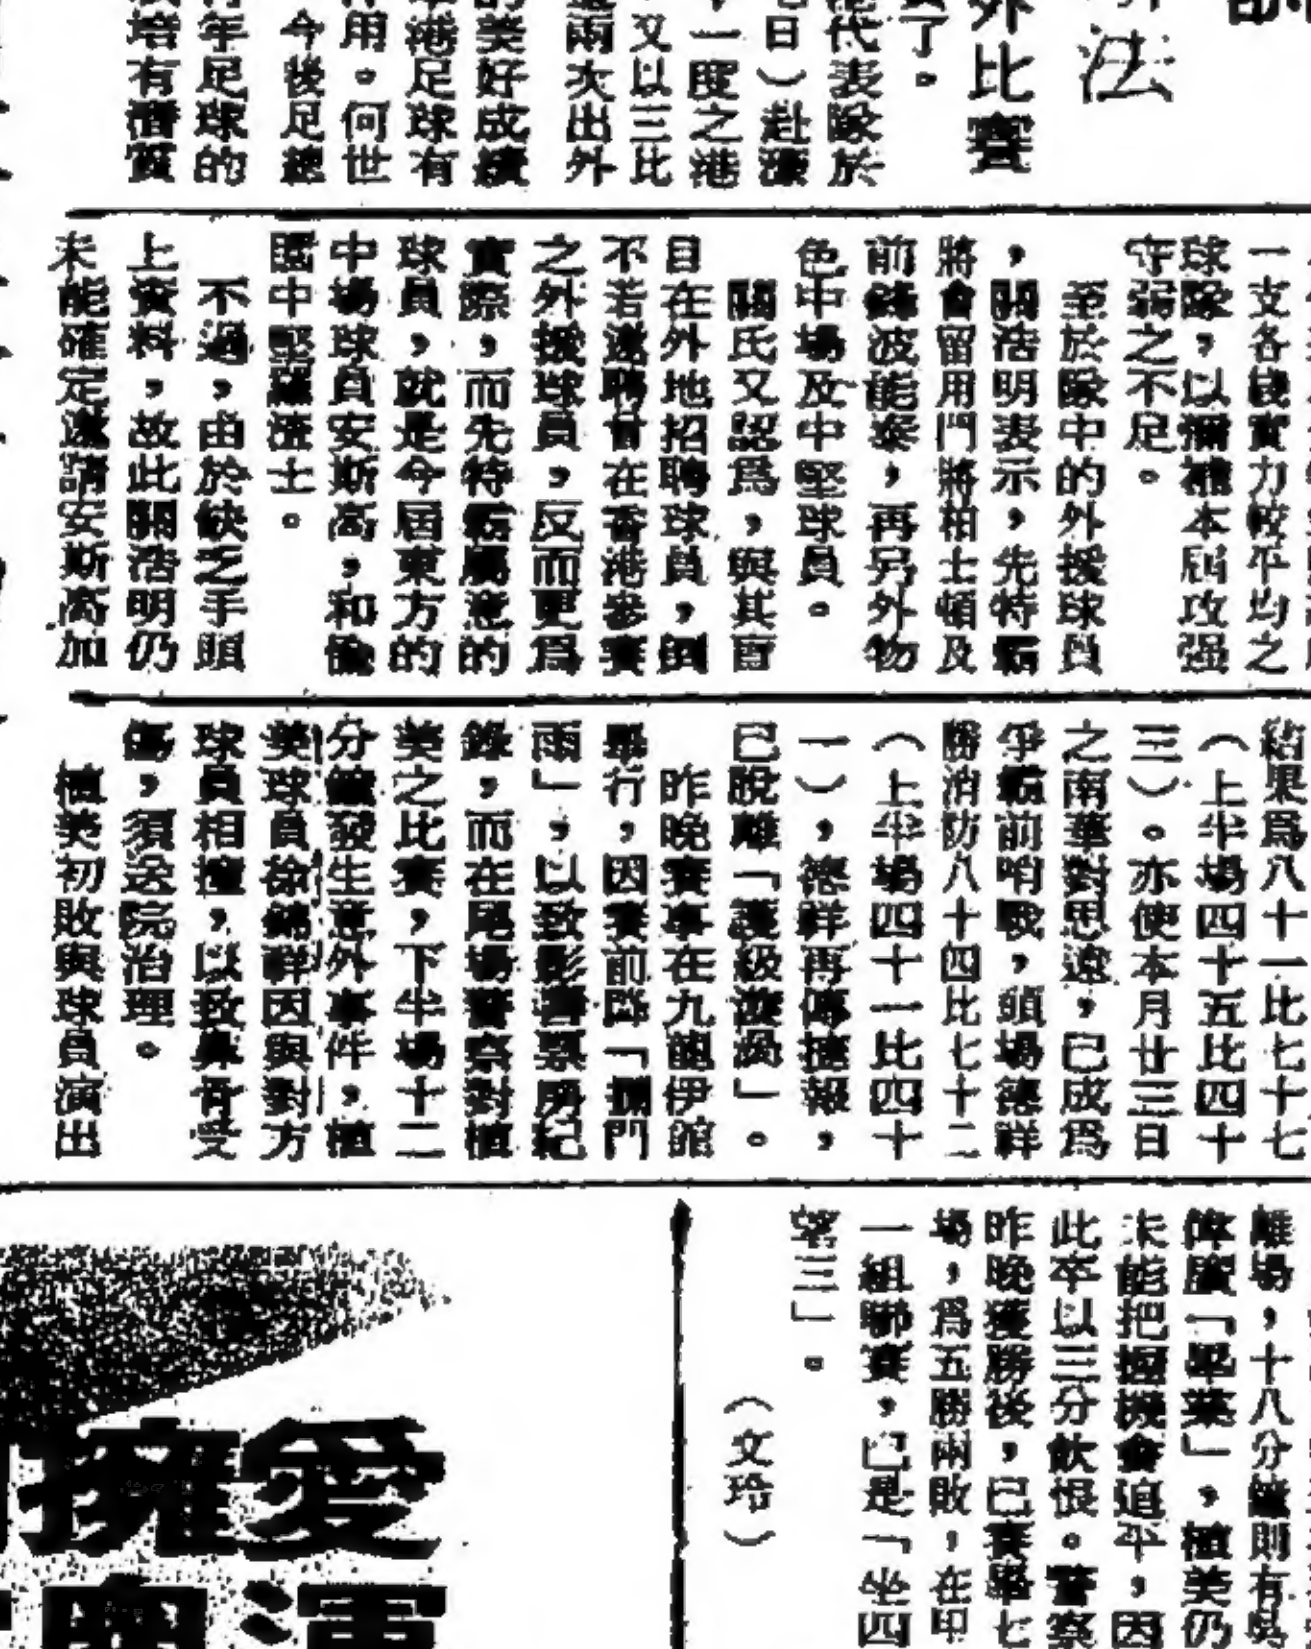 外比賽
法
了。
代表隊於
日）赴
一度之港
又以三比
兩次出外
的美好成績
港足球有
用。何世
今後足總
年足球的
培有潛質
一支各綫實力較平均之
球隊，以彌補本屆攻强
守弱之不足。
至於隊中的外援球員
，關浩明表示，先特霸
將會留用門將柏士頓及
前鋒波能泰，再另外物
色中場及中堅球員。
關氏又認爲，與其盲
目在外地招聘球員，倒
不若邀聘曾在香港參賽
之外援球員，反而更爲
實際，而先特霸屬意的
球員，就是今屆東方的
中場球員安斯高，和愉
園中堅羅渣士。
不過，由於缺乏手頭
上資料，故此關浩明仍
未能確定邀請安斯高加
結果爲八十一比七十七
（上半場四十五比四十
三）。亦使本月廿三日
之南華對思遠，已成爲
爭霸前哨戰，頭場德祥
勝消防八十四比七十二
（上半場四十一比四十
一），德祥再傳捷報，
已脫離「護級漩渦」。
昨晚賽事在九龍伊館
舉行，因賽前降「攔門
雨」，以致影響票房紀
錄，而在尾場警察對植
美之比賽，下半場十二
分鐘發生意外事件，植
美球員徐錦祥因與對方
球員相撞，以致鼻骨受
傷，須送院治理。
植美初敗與球員演出
離場，十八分鐘則有吳
偉廣「畢業」，植美仍
未能把握機會追平，因
此卒以三分飲恨。警察
昨晚獲勝後，已賽畢七
場，爲五勝兩敗，在甲
一組聯賽，已是「坐四
望三」。
（文玲）
愛
擁